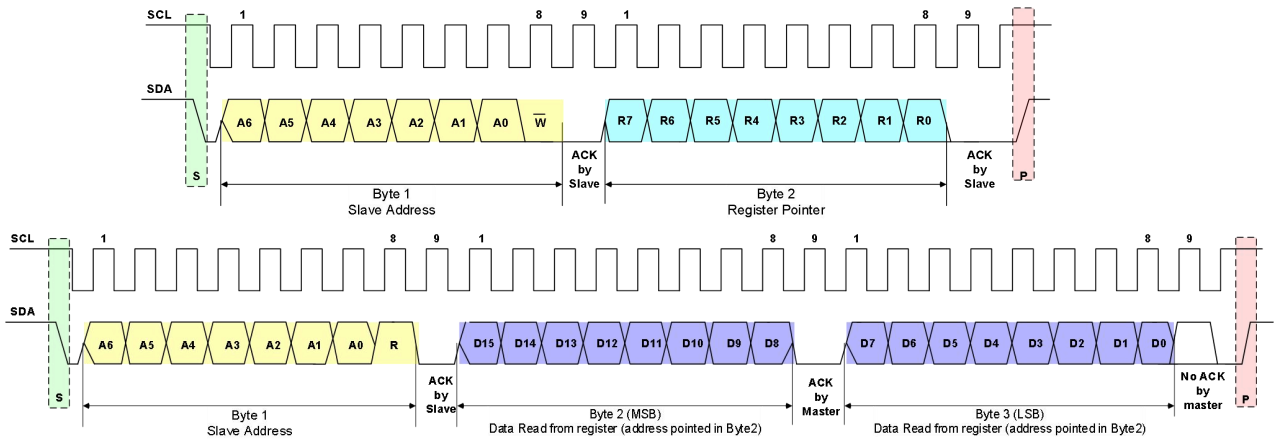 SCL 1 8 9 1 8 9
SDA
A6 A5 A4 A3 A2 A1 A0 W̅ R7 R6 R5 R4 R3 R2 R1 R0
S
ACK
by
Slave
ACK
by
Slave
P
Byte 1
Slave Address
Byte 2
Register Pointer
SCL 1 8 9 1 8 9 1 8 9
SDA
A6 A5 A4 A3 A2 A1 A0 R D15 D14 D13 D12 D11 D10 D9 D8 D7 D6 D5 D4 D3 D2 D1 D0
S
ACK
by
Slave
ACK
by
Master
No ACK
by
master
P
Byte 1
Slave Address
Byte 2 (MSB)
Data Read from register (address pointed in Byte2)
Byte 3 (LSB)
Data Read from register (address pointed in Byte2)